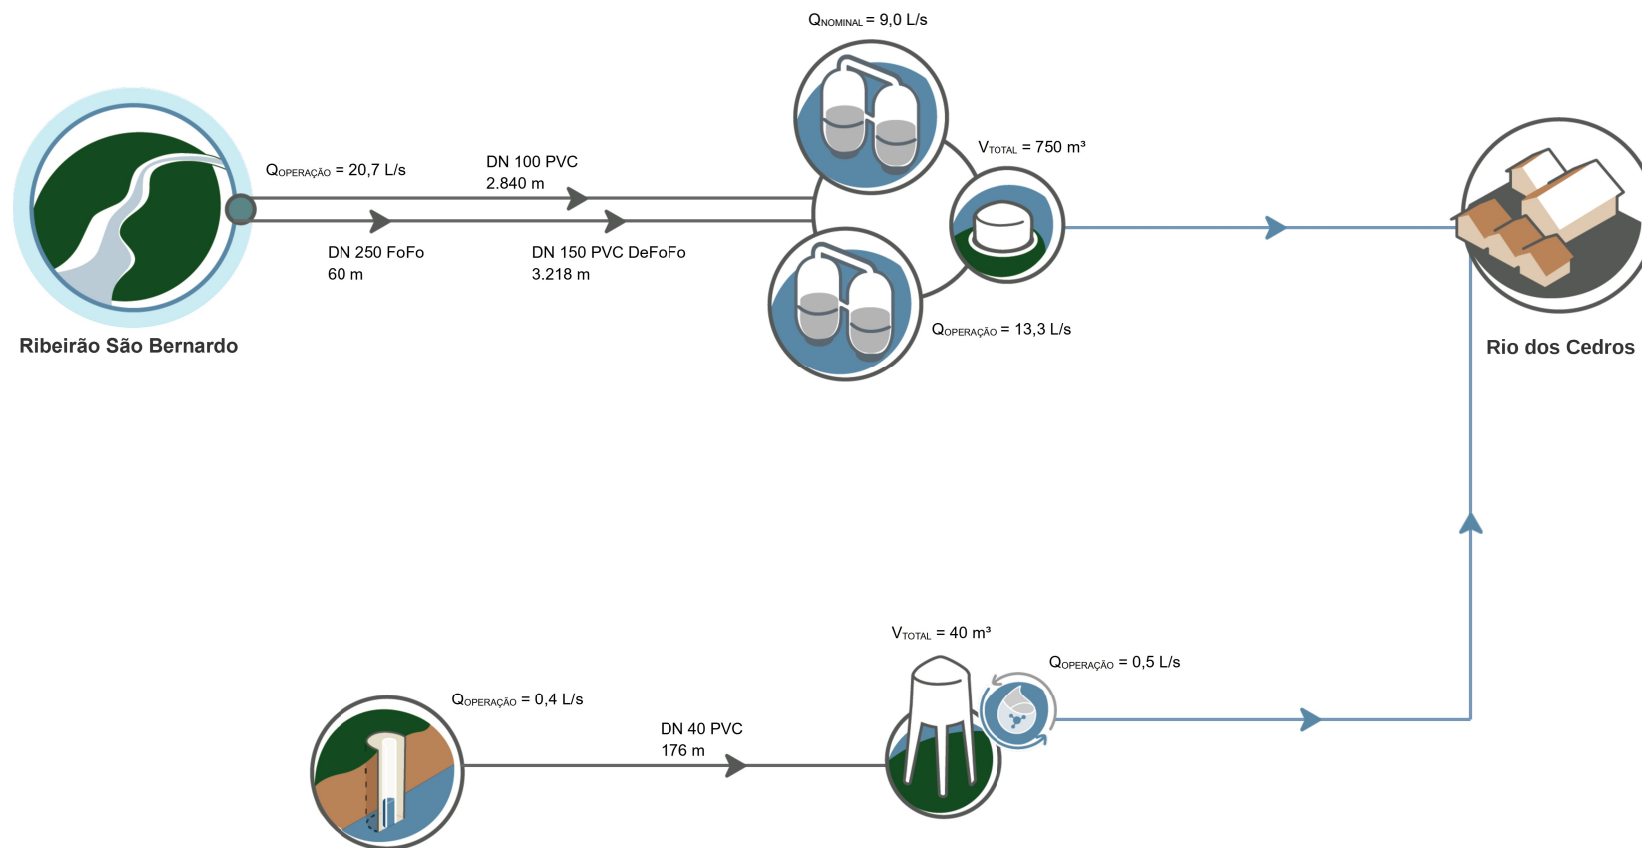 QNOMINAL = 9,0 L/s
VTOTAL = 750 m³
DN 100 PVC
2.840 m
QOPERAÇÃO = 20,7 L/s
DN 250 FoFo
60 m
DN 150 PVC DeFoFo
3.218 m
QOPERAÇÃO = 13,3 L/s
Ribeirão São Bernardo
Rio dos Cedros
VTOTAL = 40 m³
QOPERAÇÃO = 0,5 L/s
QOPERAÇÃO = 0,4 L/s
DN 40 PVC
176 m